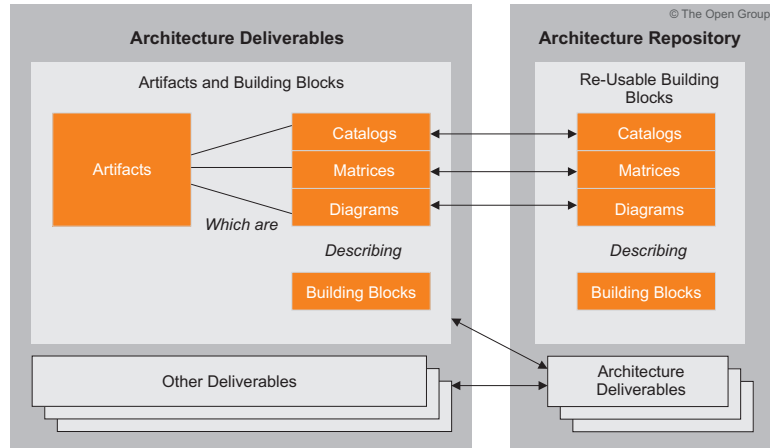 © The Open Group
Architecture Deliverables
Artifacts and Building Blocks
Artifacts
Which are
Catalogs
Matrices
Diagrams
Describing
Building Blocks
Other Deliverables
Architecture Repository
Re-Usable Building
Blocks
Catalogs
Matrices
Diagrams
Describing
Building Blocks
Architecture
Deliverables